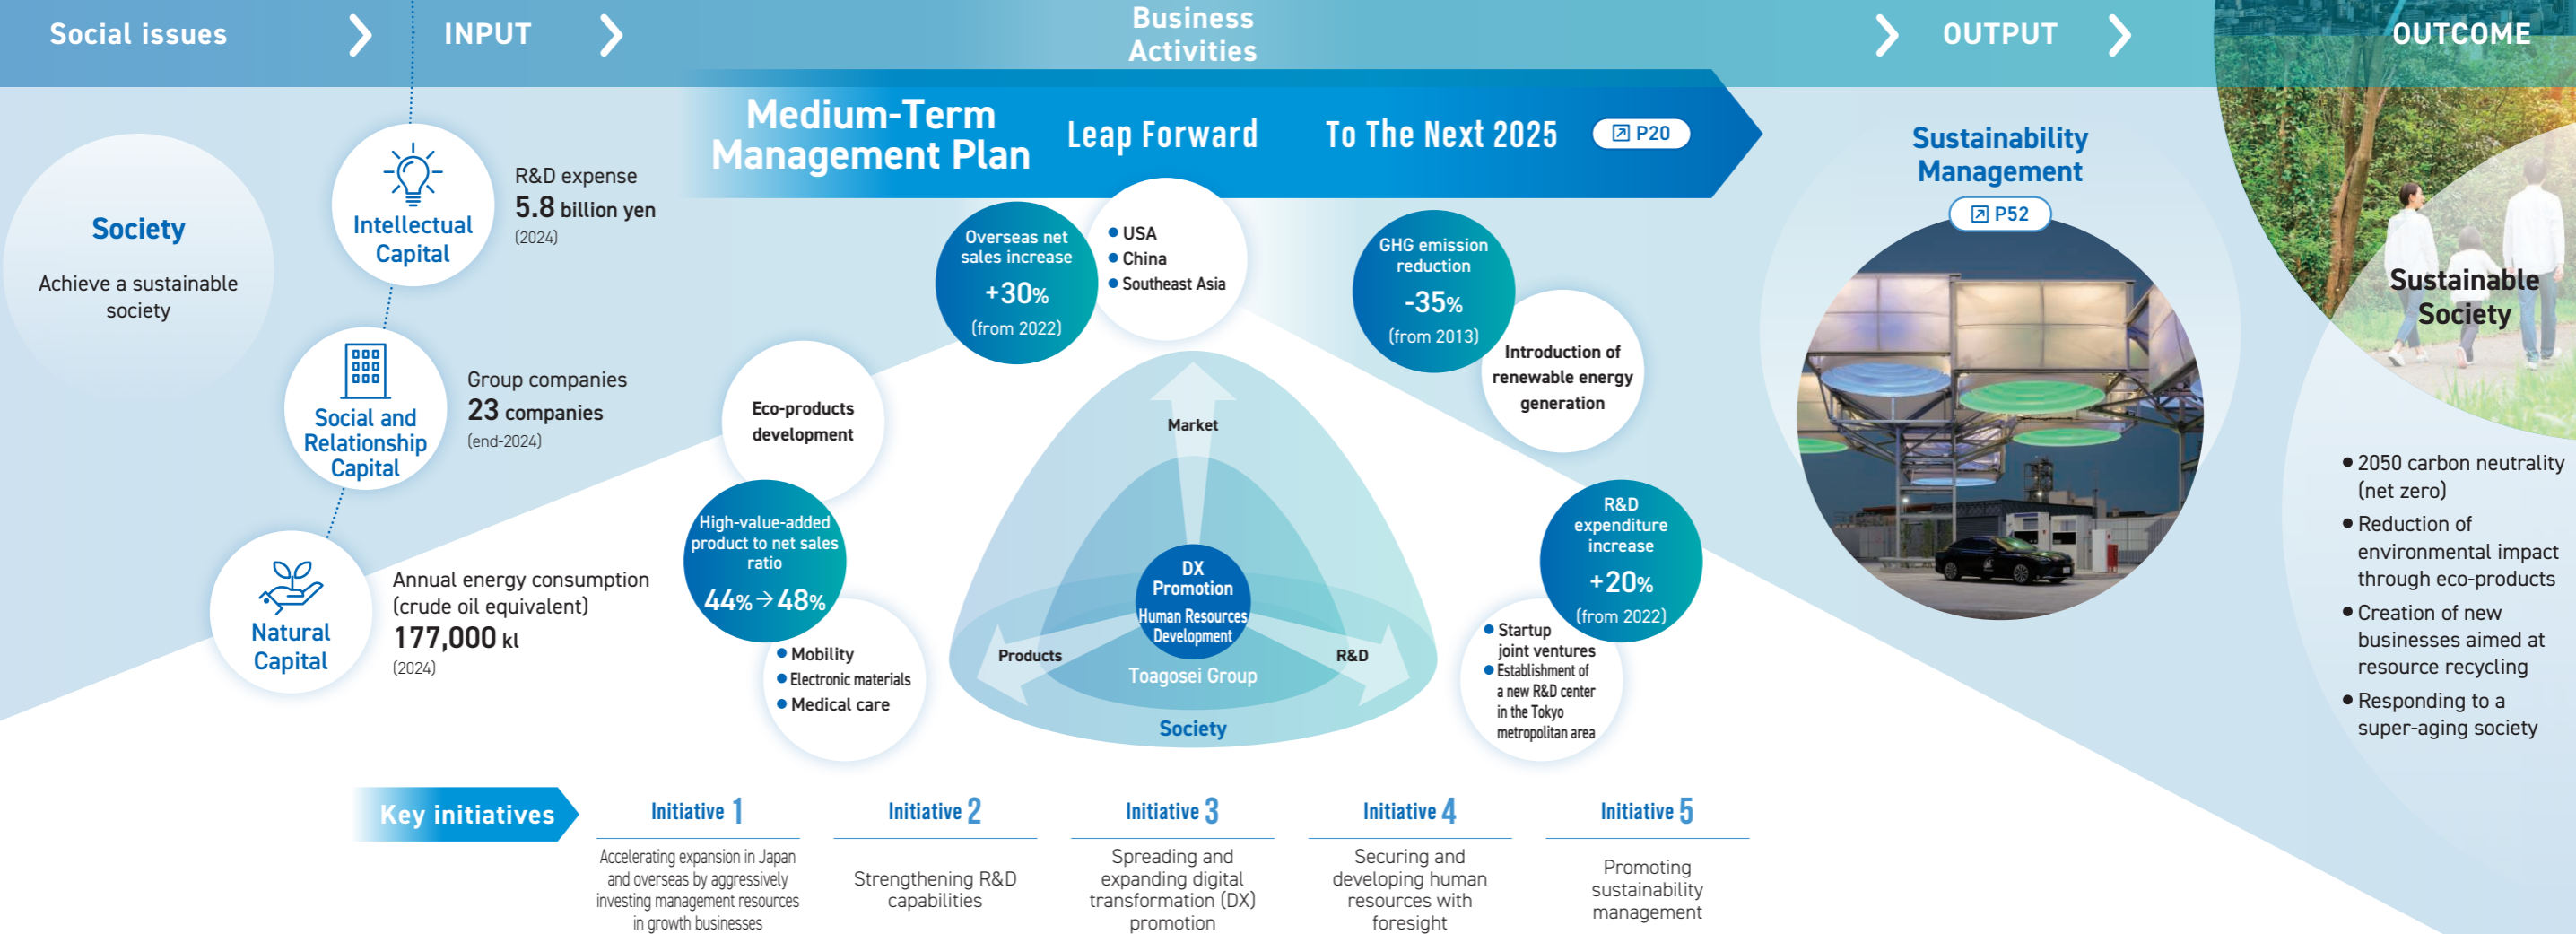 Social issues
INPUT
Business
Activities
OUTPUT
OUTCOME
Medium-Term
Management Plan
Leap Forward
To The Next 2025
P20
Society
Achieve a sustainable
society
Intellectual
Capital
R&D expense
5.8 billion yen
(2024)
Social and
Relationship
Capital
Group companies
23 companies
(end-2024)
Natural
Capital
Annual energy consumption
(crude oil equivalent)
177,000 kl
(2024)
Overseas net
sales increase
+30%
(from 2022)
• USA
• China
• Southeast Asia
GHG emission
reduction
-35%
(from 2013)
Introduction of
renewable energy
generation
Eco-products
development
High-value-added
product to net sales
ratio
44% → 48%
• Mobility
• Electronic materials
• Medical care
Market
DX
Promotion
Human Resources
Development
Products
R&D
Toagosei Group
Society
R&D
expenditure
increase
+20%
(from 2022)
• Startup
joint ventures
• Establishment of
a new R&D center
in the Tokyo
metropolitan area
Sustainability
Management
P52
Sustainable
Society
• 2050 carbon neutrality
(net zero)
• Reduction of
environmental impact
through eco-products
• Creation of new
businesses aimed at
resource recycling
• Responding to a
super-aging society
Key initiatives
Initiative 1
Accelerating expansion in Japan
and overseas by aggressively
investing management resources
in growth businesses
Initiative 2
Strengthening R&D
capabilities
Initiative 3
Spreading and
expanding digital
transformation (DX)
promotion
Initiative 4
Securing and
developing human
resources with
foresight
Initiative 5
Promoting
sustainability
management